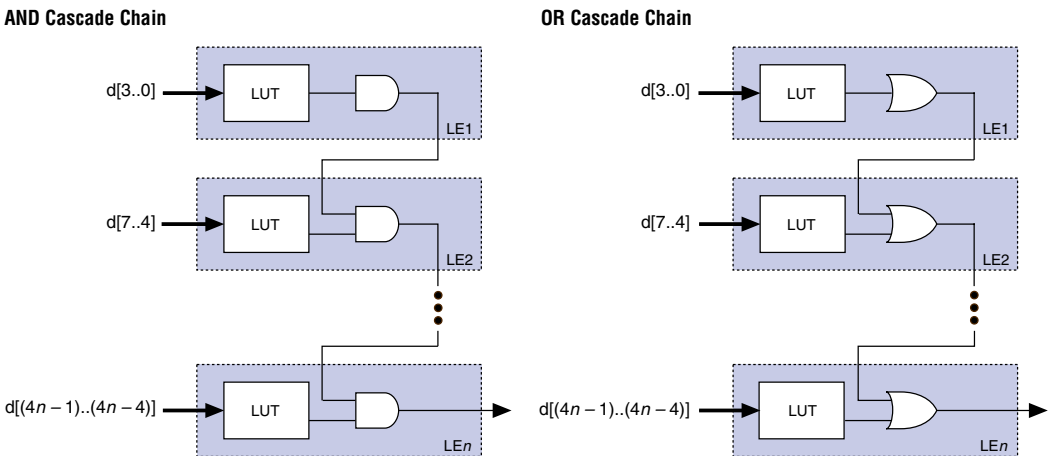 AND Cascade Chain
d[3..0]
LUT
LE1
d[7..4]
LUT
LE2
d[(4n – 1)..(4n – 4)]
LUT
LEn
OR Cascade Chain
d[3..0]
LUT
LE1
d[7..4]
LUT
LE2
d[(4n – 1)..(4n – 4)]
LUT
LEn